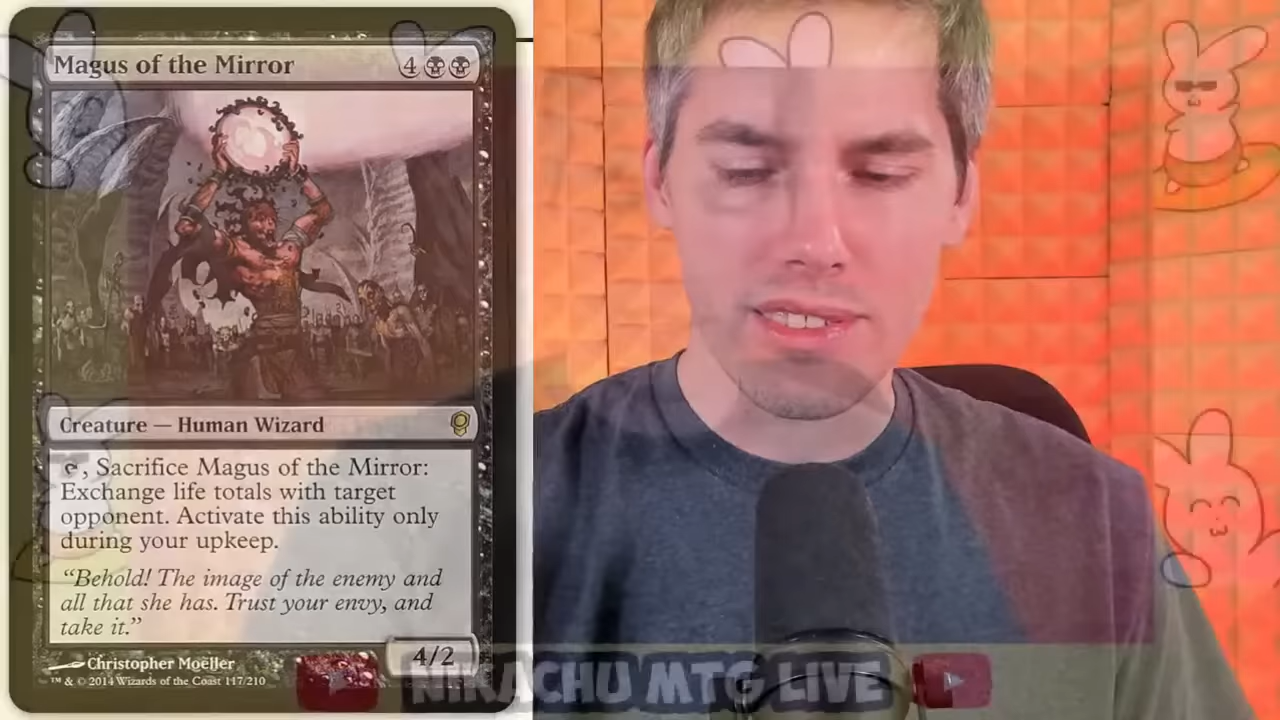 Magus of the Mirror
4
Creature — Human Wizard
, Sacrifice Magus of the Mirror:
Exchange life totals with target
opponent. Activate this ability only
during your upkeep.
“Behold! The image of the enemy and
all that she has. Trust your envy, and
take it.”
Christopher Moeller
4/2
™ & © 2014 Wizards of the Coast 117/210
NIKACHU MTG LIVE